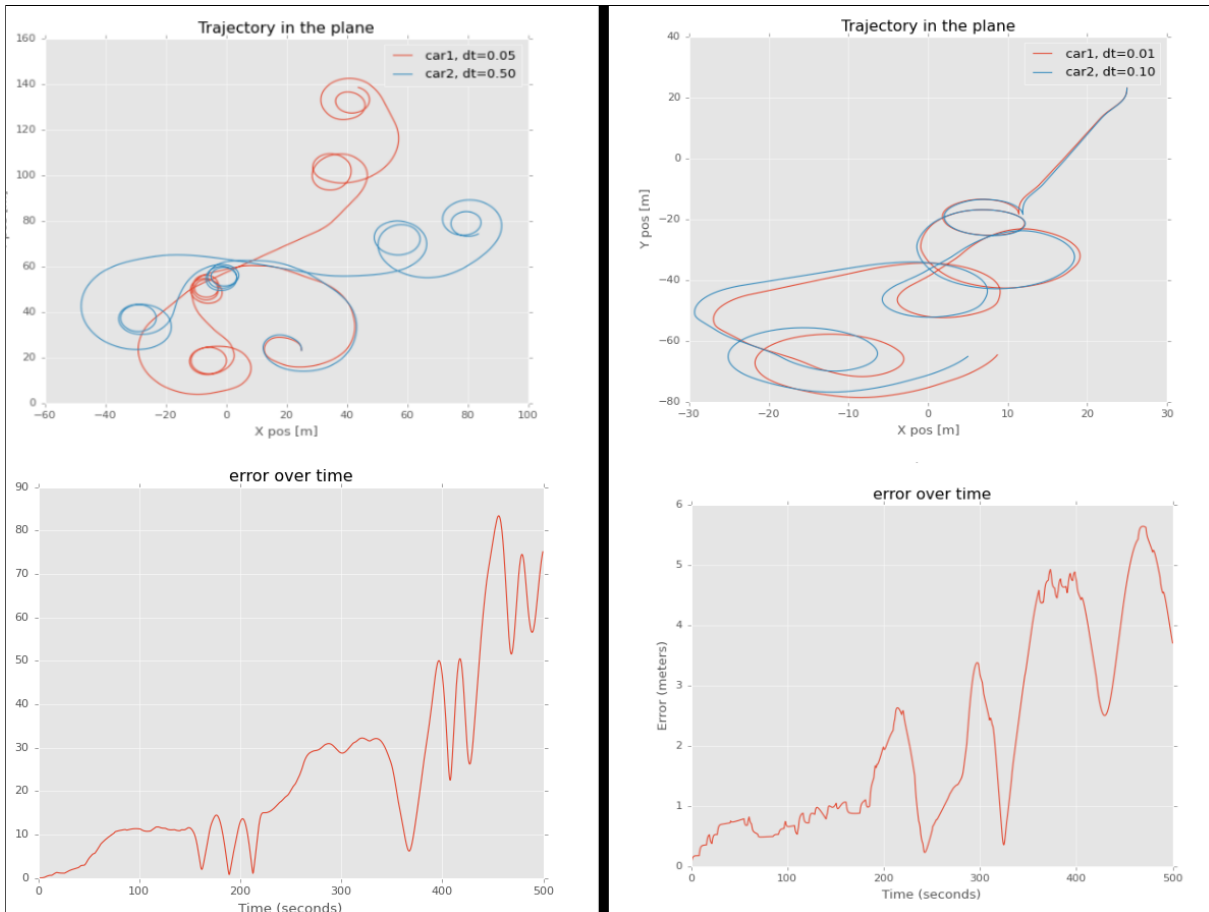 Trajectory in the plane
160
140
120
100
80
60
40
20
0
car1, dt=0.05
car2, dt=0.50
−60 −40 −20 0 20 40 60 80 100
X pos [m]
error over time
90
80
70
60
50
40
30
20
10
0
0 100 200 300 400 500
Time (seconds)
Trajectory in the plane
40
20
0
−20
−40
−60
−80
Y pos [m]
car1, dt=0.01
car2, dt=0.10
−30 −20 −10 0 10 20 30
X pos [m]
error over time
6
5
4
3
2
1
0
Error (meters)
0 100 200 300 400 500
Time (seconds)